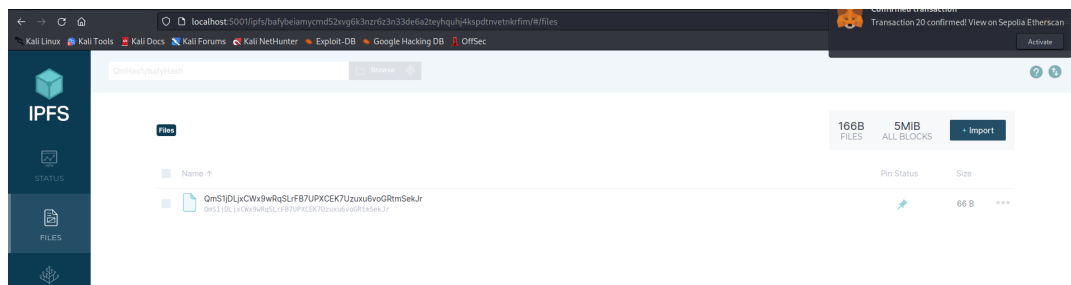 Confirmed transaction
localhost:5001/ipfs/bafybeiamycmd52xvg6k3nzr6z3n33de6a2teyhquhj4kspdtnvetnkrfim/#/files
Transaction 20 confirmed! View on Sepolia Etherscan
Kali Linux Kali Tools Kali Docs Kali Forums Kali NetHunter Exploit-DB Google Hacking DB OffSec
Activate
QmHash/bafyHash Browse
IPFS
Files
166B 5MiB + Import
FILES ALL BLOCKS
STATUS
Name ↑ Pin Status Size
QmS1jDLjxCWx9wRqSLrFB7UPXCEK7Uzuxu6voGRtmSekJr
QmS1jDLjxCWx9wRqSLrFB7UPXCEK7Uzuxu6voGRtmSekJr
66 B
FILES